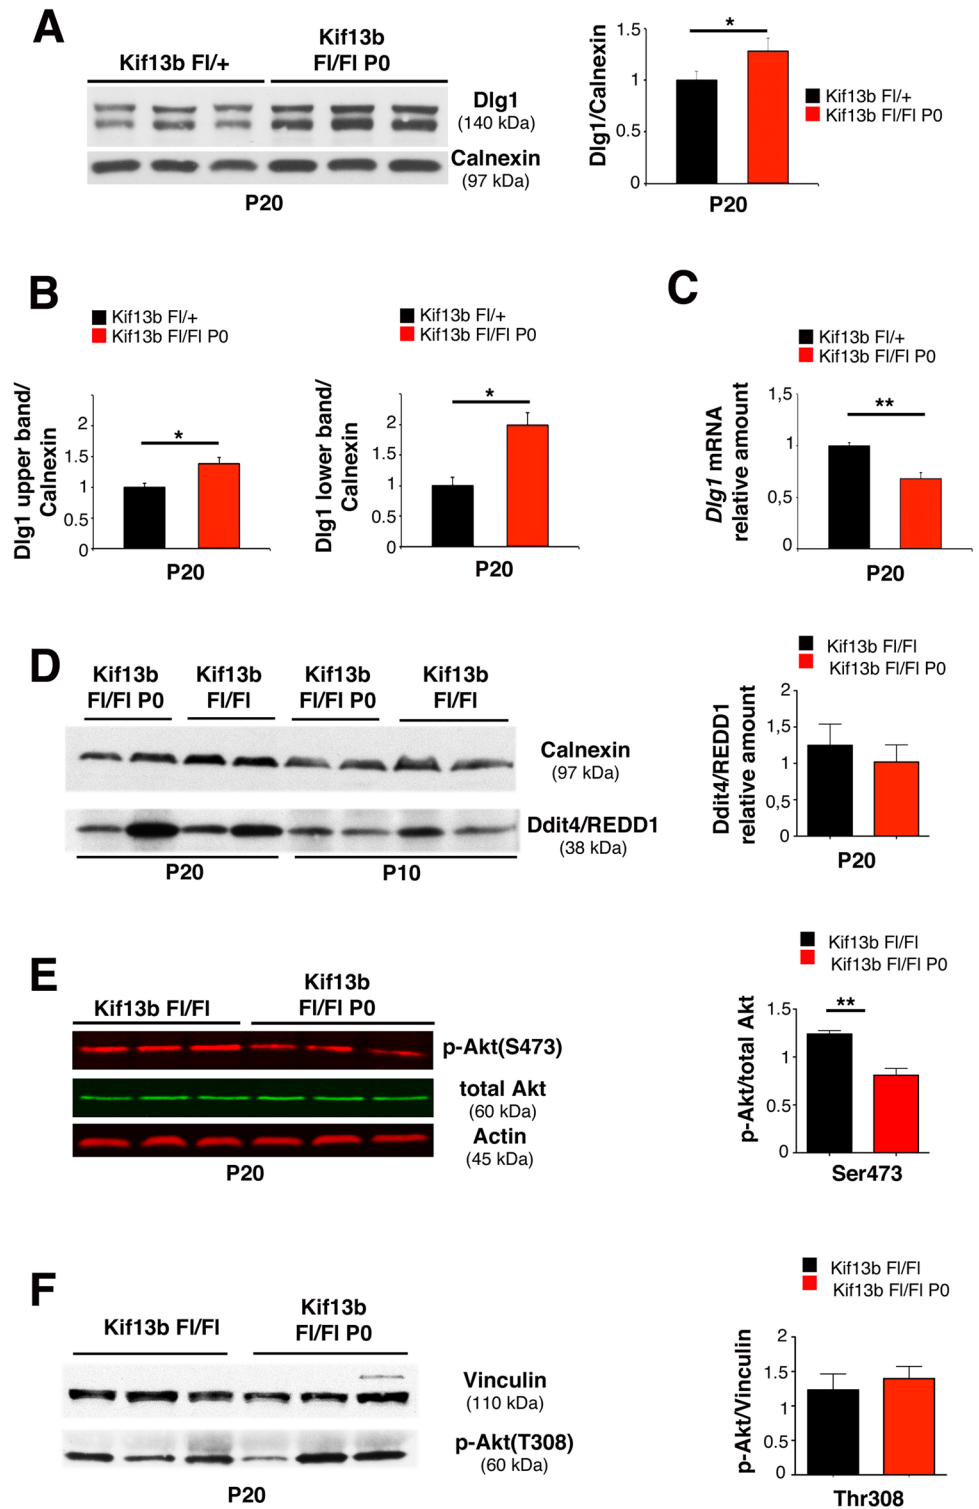 A
Kif13b Fl/+
Kif13b
Fl/Fl P0
Dlg1
(140 kDa)
Calnexin
(97 kDa)
P20
Dlg1/Calnexin
1.5
1
0.5
0
*
P20
Kif13b Fl/+
Kif13b Fl/Fl P0
B
Kif13b Fl/+
Kif13b Fl/Fl P0
Dlg1 upper band/
Calnexin
2
1.5
1
0.5
0
*
P20
Kif13b Fl/+
Kif13b Fl/Fl P0
Dlg1 lower band/
Calnexin
2
1.5
1
0.5
0
*
P20
C
Kif13b Fl/+
Kif13b Fl/Fl P0
Dlg1 mRNA
relative amount
1,5
1
0,5
0
**
P20
D
Kif13b
Fl/Fl P0
Kif13b
Fl/Fl
Kif13b
Fl/Fl P0
Kif13b
Fl/Fl
Calnexin
(97 kDa)
Ddit4/REDD1
(38 kDa)
P20
P10
Kif13b Fl/Fl
Kif13b Fl/Fl P0
Ddit4/REDD1
relative amount
2
1,5
1
0,5
0
P20
E
Kif13b Fl/Fl
Kif13b
Fl/Fl P0
p-Akt(S473)
total Akt
(60 kDa)
Actin
(45 kDa)
P20
Kif13b Fl/Fl
Kif13b Fl/Fl P0
p-Akt/total Akt
1.5
1
0.5
0
**
Ser473
F
Kif13b Fl/Fl
Kif13b
Fl/Fl P0
Vinculin
(110 kDa)
p-Akt(T308)
(60 kDa)
P20
Kif13b Fl/Fl
Kif13b Fl/Fl P0
p-Akt/Vinculin
2
1.5
1
0.5
0
Thr308